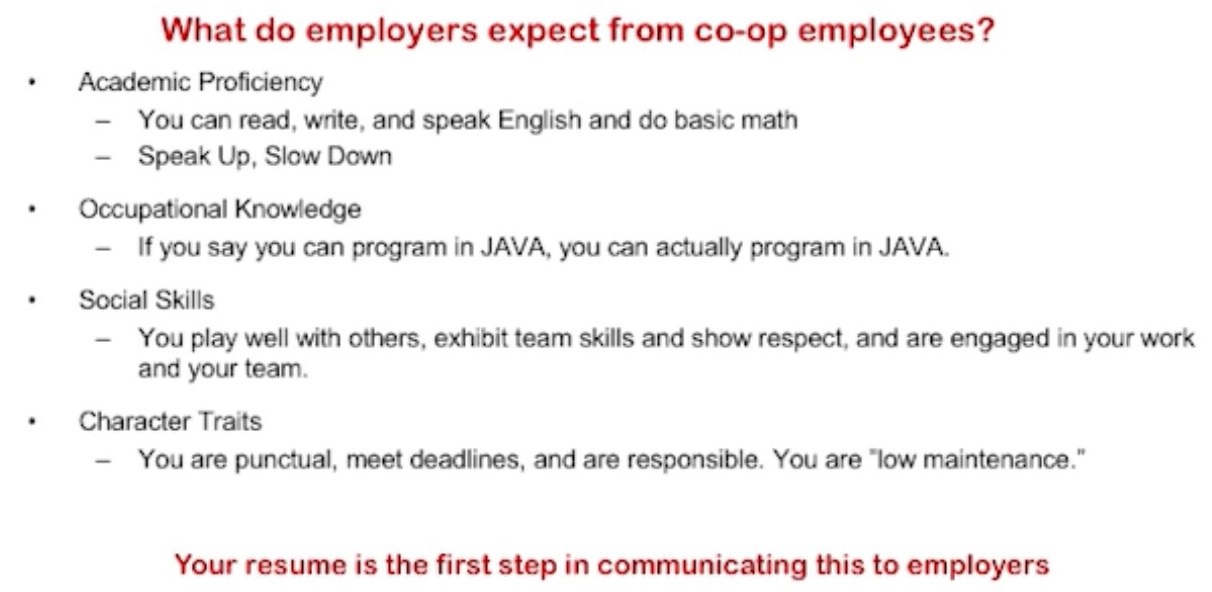 What do employers expect from co-op employees?
• Academic Proficiency
– You can read, write, and speak English and do basic math
– Speak Up, Slow Down
• Occupational Knowledge
– If you say you can program in JAVA, you can actually program in JAVA.
• Social Skills
– You play well with others, exhibit team skills and show respect, and are engaged in your work
and your team.
• Character Traits
– You are punctual, meet deadlines, and are responsible. You are "low maintenance."
Your resume is the first step in communicating this to employers